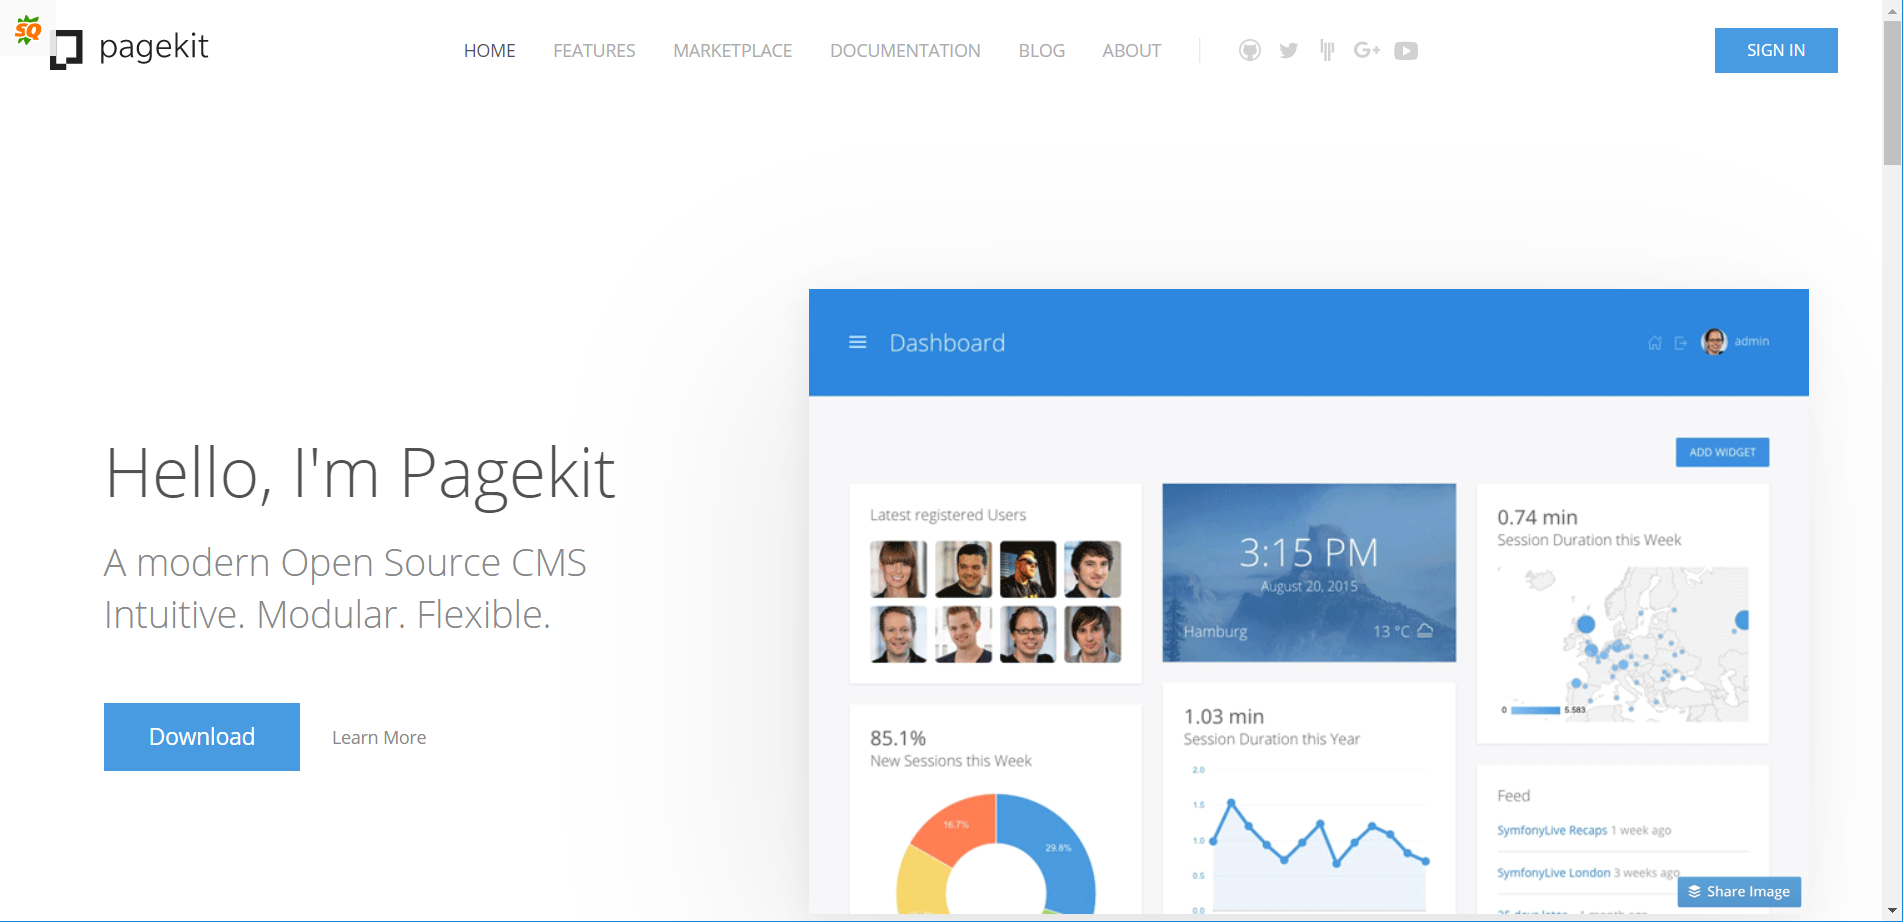 SQ
pagekit
HOME
FEATURES
MARKETPLACE
DOCUMENTATION
BLOG
ABOUT
G+
SIGN IN
Dashboard
admin
ADD WIDGET
Hello, I'm Pagekit
A modern Open Source CMS
Intuitive. Modular. Flexible.
Download
Learn More
Latest registered Users
3:15 PM
August 20, 2015
Hamburg
13 °C
0.74 min
Session Duration this Week
0
5.583
85.1%
New Sessions this Week
16.7%
29.8%
1.03 min
Session Duration this Year
2.0
1.5
1.0
0.5
0.0
Feed
SymfonyLive Recaps 1 week ago
SymfonyLive London 3 weeks ago
Share Image